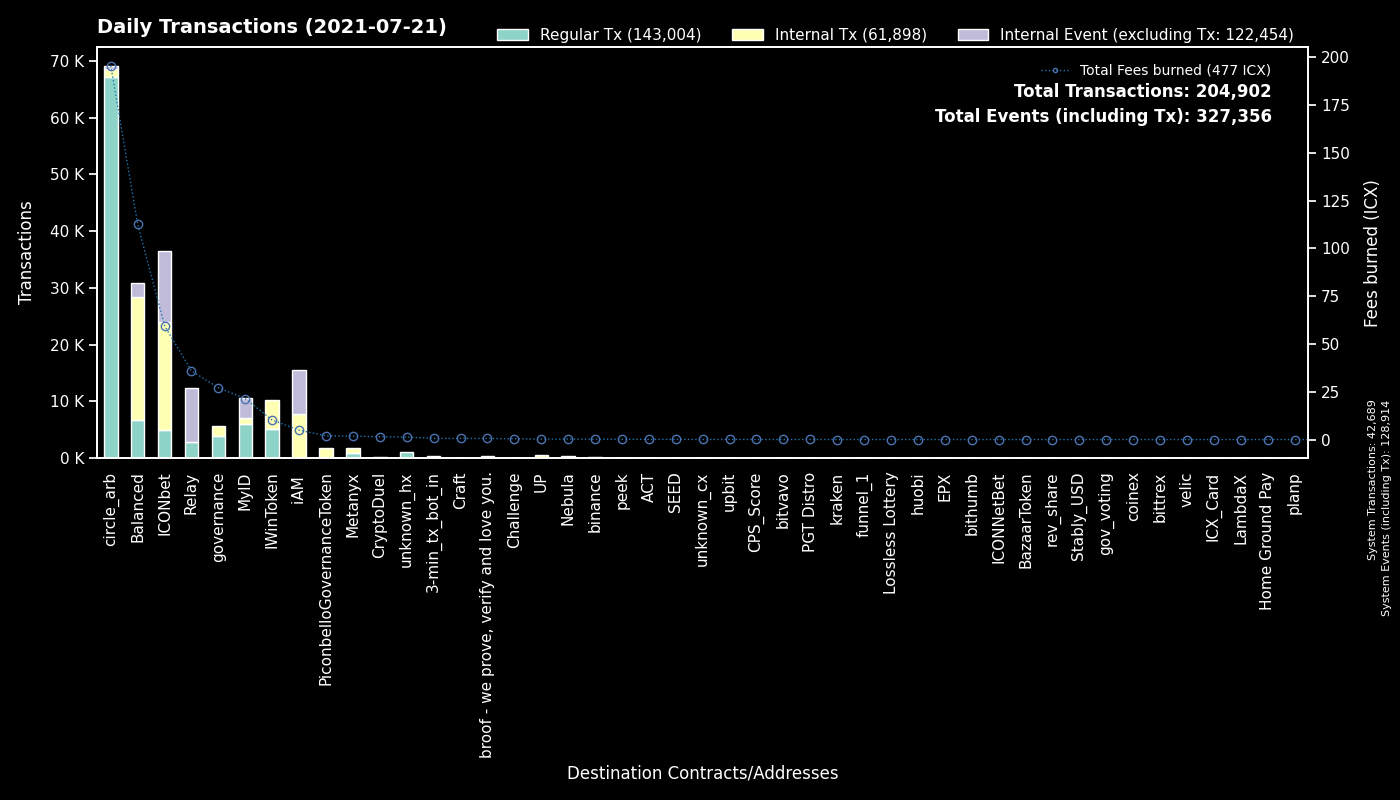 Daily Transactions (2021-07-21)
Regular Tx (143,004)
Internal Tx (61,898)
Internal Event (excluding Tx: 122,454)
Total Fees burned (477 ICX)
Total Transactions: 204,902
Total Events (including Tx): 327,356
Transactions
70 K
60 K
50 K
40 K
30 K
20 K
10 K
0 K
200
175
150
125
100
75
50
25
0
Fees burned (ICX)
System Transactions: 42,689
System Events (including Tx): 128,914
circle_arb
Balanced
ICONbet
Relay
governance
MyID
IWinToken
iAM
PiconbelloGovernanceToken
Metanyx
CryptoDuel
unknown_hx
3-min_tx_bot_in
Craft
broof - we prove, verify and love you.
Challenge
UP
Nebula
binance
peek
ACT
SEED
unknown_cx
upbit
CPS_Score
bitvavo
PGT Distro
kraken
funnel_1
Lossless Lottery
huobi
EPX
bithumb
ICONNetBet
BazaarToken
rev_share
Stably_USD
gov_voting
coinex
bittrex
velic
ICX_Card
LambdaX
Home Ground Pay
planp
Destination Contracts/Addresses